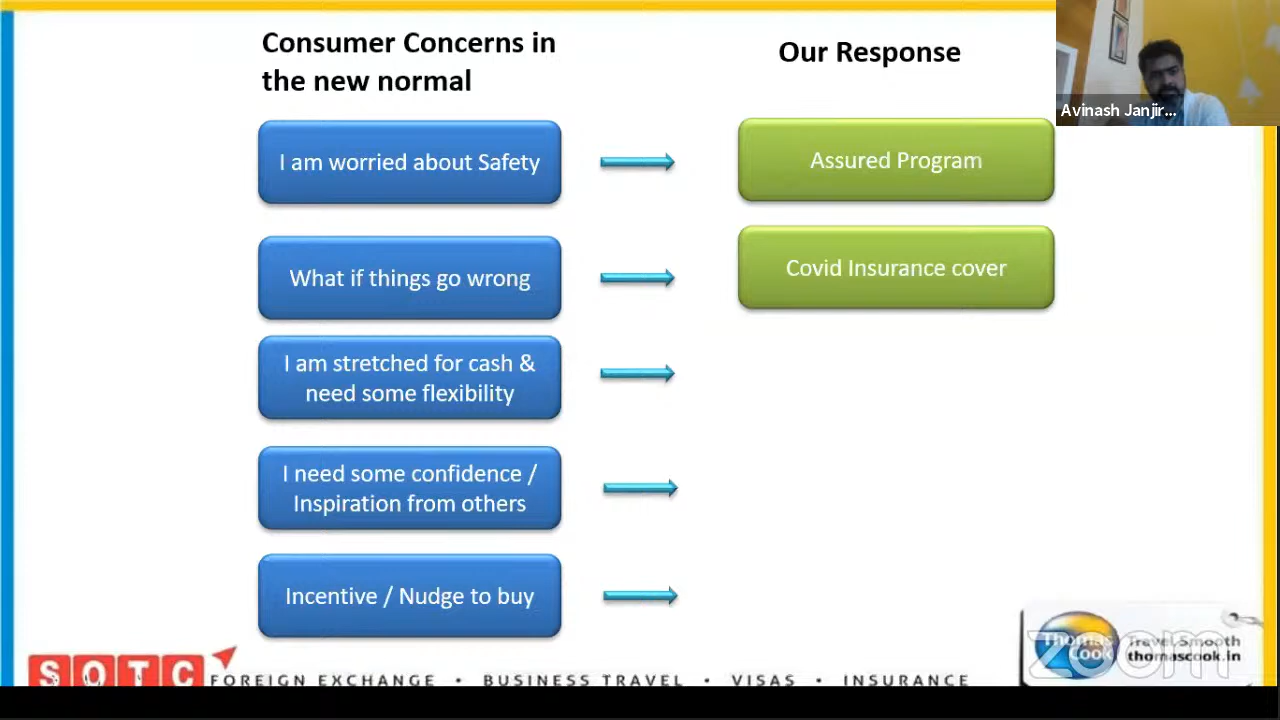 Consumer Concerns in
the new normal
Our Response
Avinash Janjir...
I am worried about Safety
Assured Program
What if things go wrong
Covid Insurance cover
I am stretched for cash &
need some flexibility
I need some confidence /
Inspiration from others
Incentive / Nudge to buy
SOTC
FOREIGN EXCHANGE • BUSINESS TRAVEL • VISAS • INSURANCE
Thomas
Cook
Travel Smooth
thomascook.in
zoom